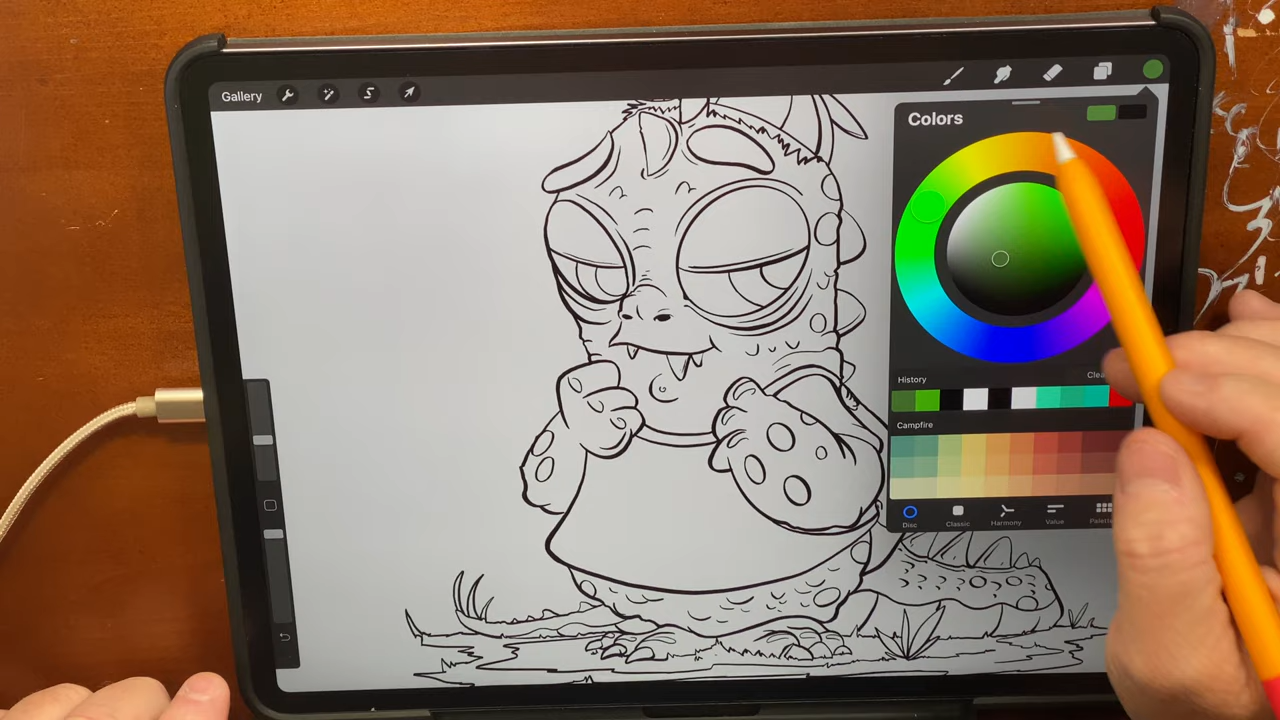 Gallery
Colors
History
Campfire
Disc
Classic
Harmony
Value